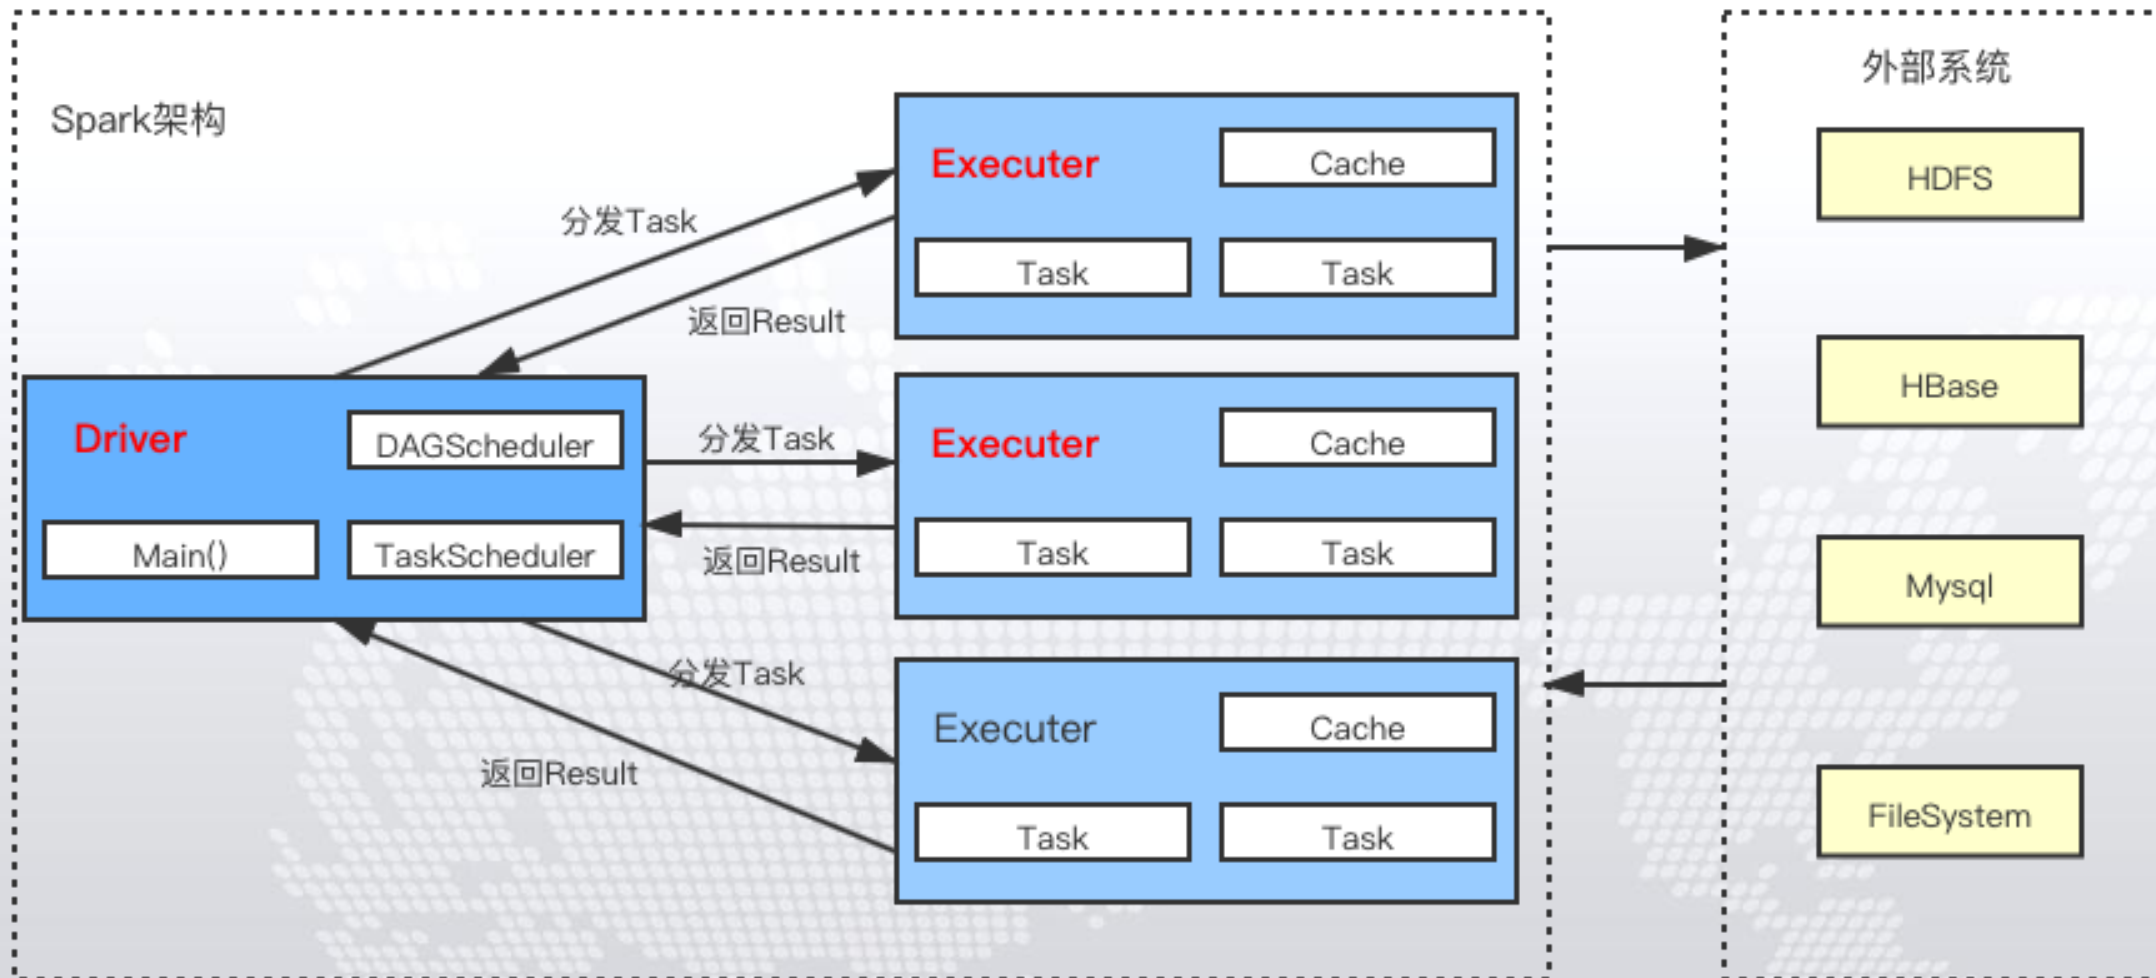 Spark架构
外部系统
Executer
Cache
Task
Task
分发Task
返回Result
Driver
DAGScheduler
Main()
TaskScheduler
分发Task
返回Result
Executer
Cache
Task
Task
分发Task
返回Result
Executer
Cache
Task
Task
HDFS
HBase
Mysql
FileSystem